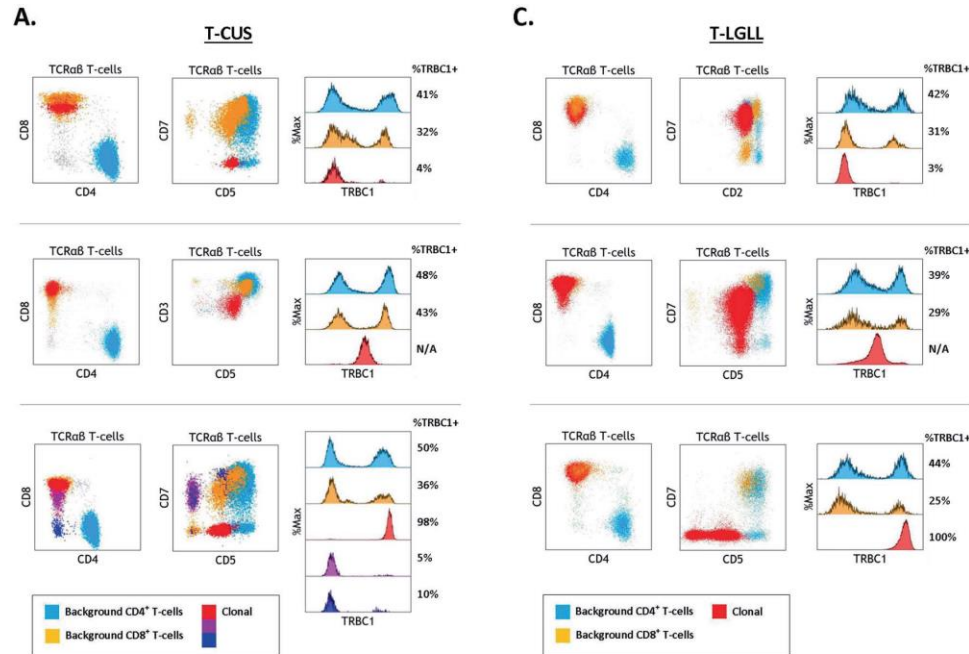 A.
T-CUS
TCRαβ T-cells
CD8
CD4
TCRαβ T-cells
CD7
CD5
%TRBC1+
%Max
41%
32%
4%
TRBC1
TCRαβ T-cells
CD8
CD4
TCRαβ T-cells
CD3
CD5
%TRBC1+
%Max
48%
43%
N/A
TRBC1
TCRαβ T-cells
CD8
CD4
TCRαβ T-cells
CD7
CD5
%TRBC1+
%Max
50%
36%
98%
5%
10%
TRBC1
Background CD4⁺ T-cells
Clonal
Background CD8⁺ T-cells
C.
T-LGLL
TCRαβ T-cells
CD8
CD4
TCRαβ T-cells
CD7
CD2
%TRBC1+
%Max
42%
31%
3%
TRBC1
TCRαβ T-cells
CD8
CD4
TCRαβ T-cells
CD7
CD5
%TRBC1+
%Max
39%
29%
N/A
TRBC1
TCRαβ T-cells
CD8
CD4
TCRαβ T-cells
CD7
CD5
%TRBC1+
%Max
44%
25%
100%
TRBC1
Background CD4⁺ T-cells
Clonal
Background CD8⁺ T-cells